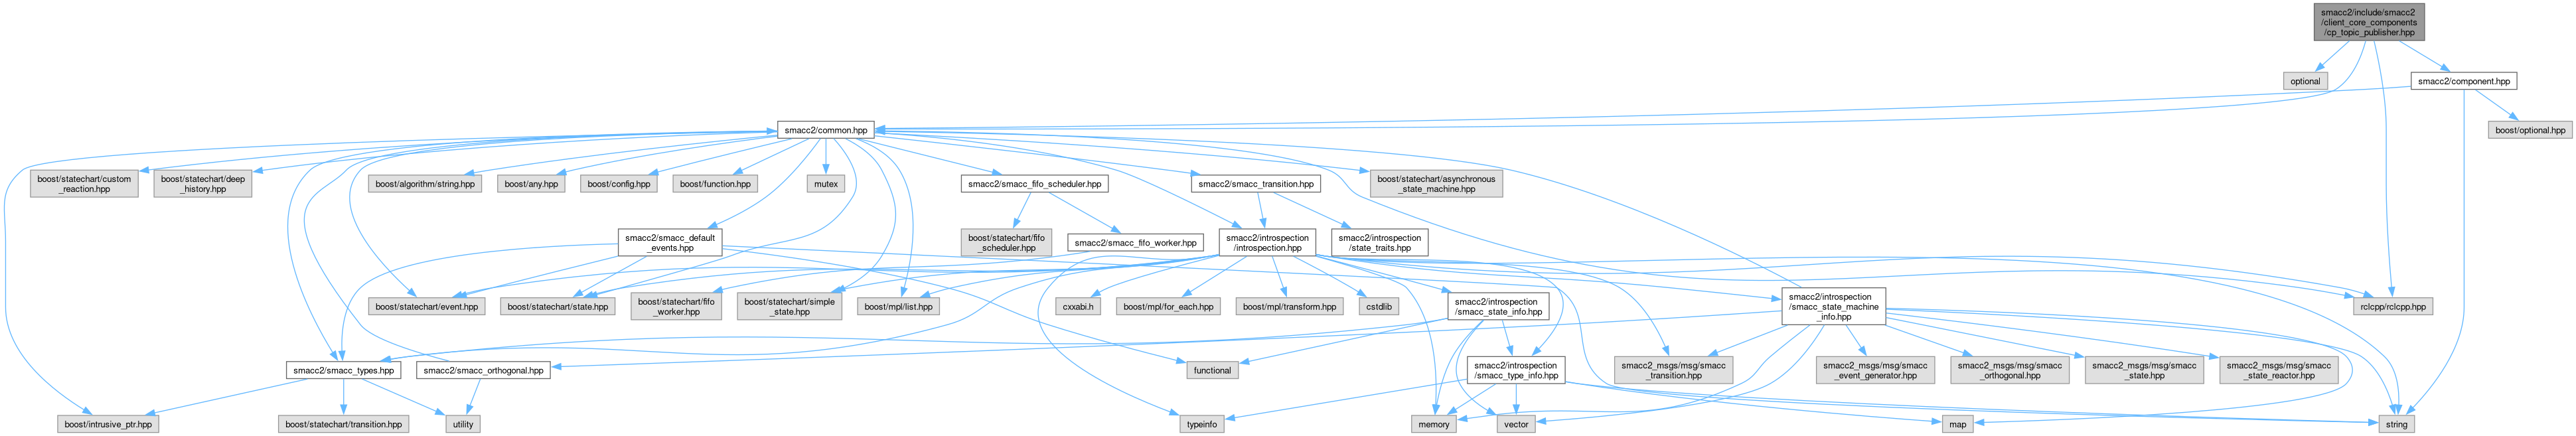 smacc2/include/smacc2
/client_core_components
/cp_topic_publisher.hpp
optional
smacc2/component.hpp
smacc2/common.hpp
boost/optional.hpp
boost/statechart/custom
_reaction.hpp
boost/statechart/deep
_history.hpp
boost/algorithm/string.hpp
boost/any.hpp
boost/config.hpp
boost/function.hpp
mutex
smacc2/smacc_fifo_scheduler.hpp
smacc2/smacc_transition.hpp
boost/statechart/asynchronous
_state_machine.hpp
smacc2/smacc_default
_events.hpp
boost/statechart/fifo
_scheduler.hpp
smacc2/smacc_fifo_worker.hpp
smacc2/introspection
/introspection.hpp
smacc2/introspection
/state_traits.hpp
boost/statechart/event.hpp
boost/statechart/state.hpp
boost/statechart/fifo
_worker.hpp
boost/statechart/simple
_state.hpp
boost/mpl/list.hpp
cxxabi.h
boost/mpl/for_each.hpp
boost/mpl/transform.hpp
cstdlib
smacc2/introspection
/smacc_state_info.hpp
smacc2/introspection
/smacc_state_machine
_info.hpp
rclcpp/rclcpp.hpp
smacc2/smacc_types.hpp
smacc2/smacc_orthogonal.hpp
functional
smacc2/introspection
/smacc_type_info.hpp
smacc2_msgs/msg/smacc
_transition.hpp
smacc2_msgs/msg/smacc
_event_generator.hpp
smacc2_msgs/msg/smacc
_orthogonal.hpp
smacc2_msgs/msg/smacc
_state.hpp
smacc2_msgs/msg/smacc
_state_reactor.hpp
boost/intrusive_ptr.hpp
boost/statechart/transition.hpp
utility
typeinfo
memory
vector
map
string